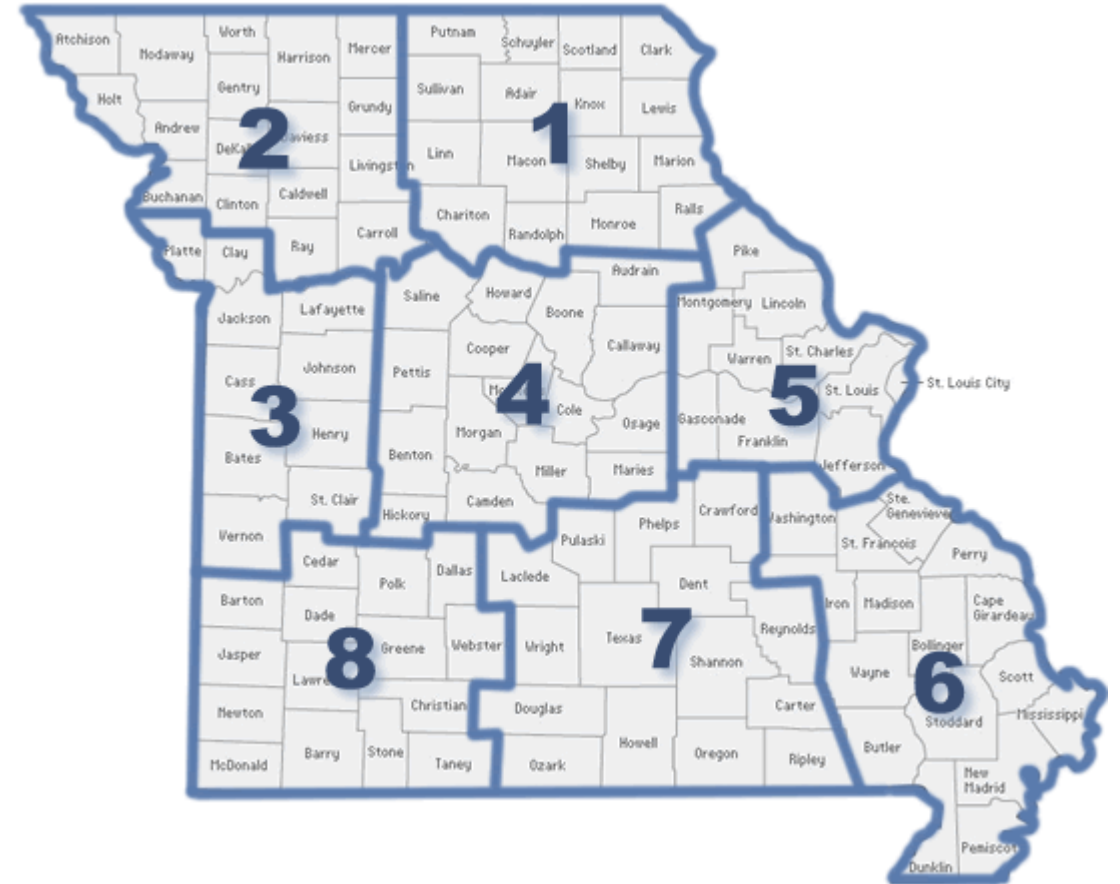 Atchison
Nodaway
Worth
Harrison
Mercer
Putnam
Schuyler
Scotland
Clark
Holt
Gentry
Grundy
Sullivan
Adair
Knox
Lewis
Andrew
2
1
Linn
Macon
Shelby
Marion
Buchanan
Clinton
Caldwell
Livingston
Chariton
Monroe
Ralls
Platte
Clay
Ray
Carroll
Randolph
Pike
Jackson
Lafayette
Saline
Howard
Boone
Audrain
Montgomery
Lincoln
Cass
Johnson
Pettis
Cooper
Callaway
Warren
St. Charles
3
4
5
St. Louis
St. Louis City
Bates
Henry
Benton
Morgan
Cole
Osage
Gasconade
Franklin
Jefferson
Vernon
St. Clair
Hickory
Camden
Miller
Maries
Cedar
Polk
Dallas
Laclede
Pulaski
Phelps
Crawford
Washington
Ste.
Genevieve
St. Francois
Perry
Barton
Dade
Dent
Iron
Madison
Cape
Girardeau
Jasper
8
Greene
Webster
Wright
Texas
7
Shannon
Reynolds
Wayne
Bollinger
6
Scott
Newton
Christian
Douglas
Carter
Stoddard
Mississippi
McDonald
Barry
Stone
Taney
Ozark
Howell
Oregon
Ripley
Butler
New
Madrid
Dunklin
Pemiscot